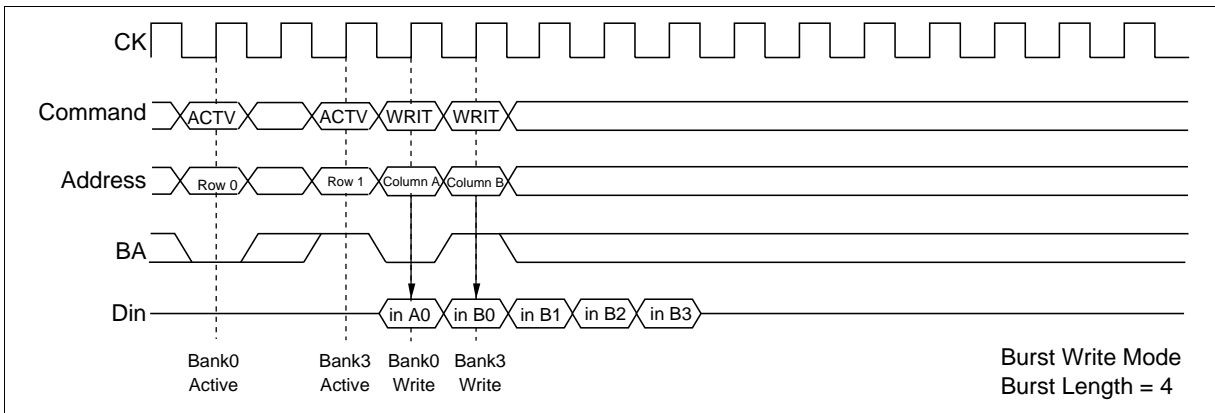 CK
Command ACTV ACTV WRIT WRIT
Address Row 0 Row 1 Column A Column B
BA
Din in A0 in B0 in B1 in B2 in B3
Bank0 Bank3 Bank0 Bank3
Active Active Write Write
Burst Write Mode
Burst Length = 4